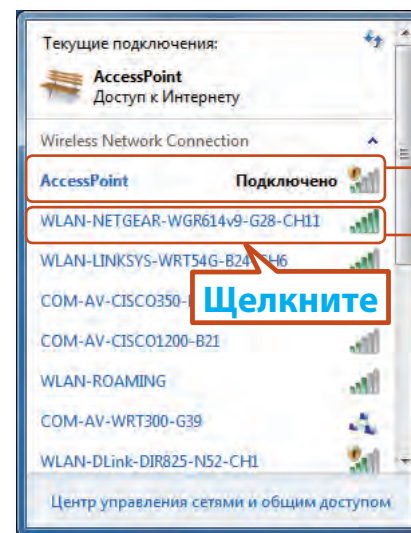 Текущие подключения:
AccessPoint
Доступ к Интернету
Wireless Network Connection
AccessPoint Подключено
WLAN-NETGEAR-WGR614v9-G28-CH11
WLAN-LINKSYS-WRT54G-B24-CH6
COM-AV-CISCO350-
Щелкните
COM-AV-CISCO1200-B21
WLAN-ROAMING
COM-AV-WRT300-G39
WLAN-DLink-DIR825-N52-CH1
Центр управления сетями и общим доступом